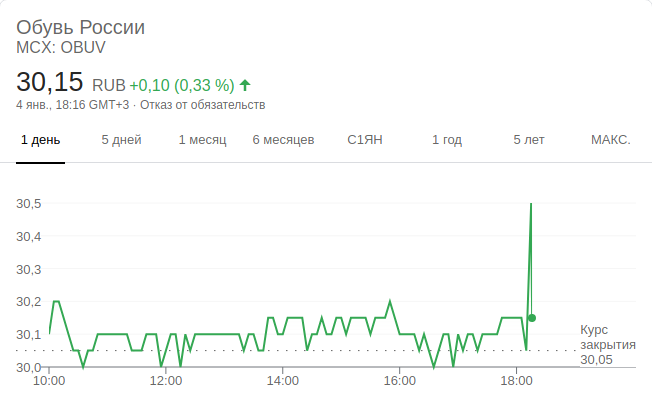 Обувь России
MCX: OBUV
30,15 RUB +0,10 (0,33 %)
4 янв., 18:16 GMT+3 · Отказ от обязательств
1 день 5 дней 1 месяц 6 месяцев С1ЯН 1 год 5 лет МАКС.
30,5
30,4
30,3
30,2
30,1
30,0
Курс
закрытия
30,05
10:00 12:00 14:00 16:00 18:00